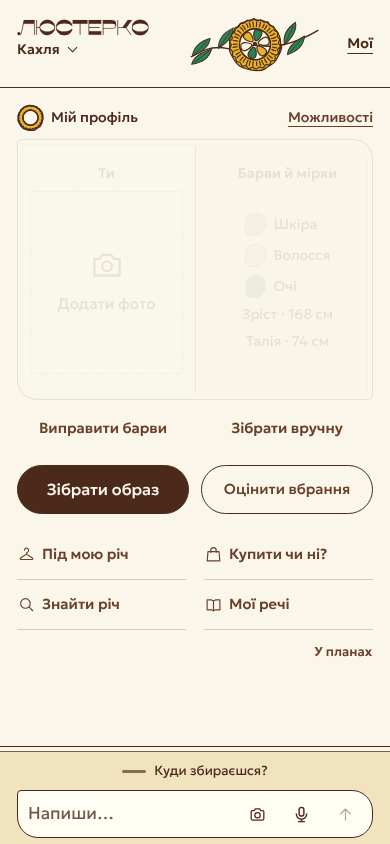 ЛЮСТЕРКО
Кахля
Мої
Мій профіль
Можливості
Ти
Барви й мірки
Шкіра
Волосся
Додати фото
Очі
Зріст · 168 см
Талія · 74 см
Виправити барви
Зібрати вручну
Зібрати образ
Оцінити вбрання
Під мою річ
Купити чи ні?
Знайти річ
Мої речі
У планах
Куди збираєшся?
Напиши...